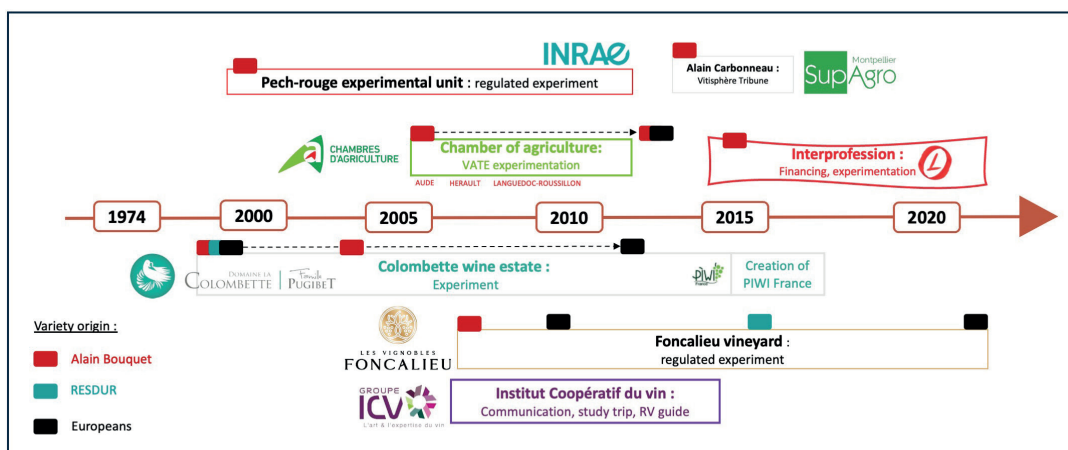 INRAE
Pech-rouge experimental unit : regulated experiment
Alain Carbonneau :
Vitisphère Tribune
Montpellier
SupAgro
CHAMBRES
D'AGRICULTURE
Chamber of agriculture:
VATE experimentation
AUDE HERAULT LANGUEDOC-ROUSSILLON
Interprofession :
Financing, experimentation
L
1974 2000 2005 2010 2015 2020
DOMAINE LA
COLOMBETTE
Famille
PUGIBET
Colombette wine estate :
Experiment
PIWI
France
Creation of
PIWI France
Variety origin :
Alain Bouquet
RESDUR
Europeans
LES VIGNOBLES
FONCALIEU
Foncalieu vineyard :
regulated experiment
GROUPE
ICV
L'art & l'expertise du vin
Institut Coopératif du vin :
Communication, study trip, RV guide